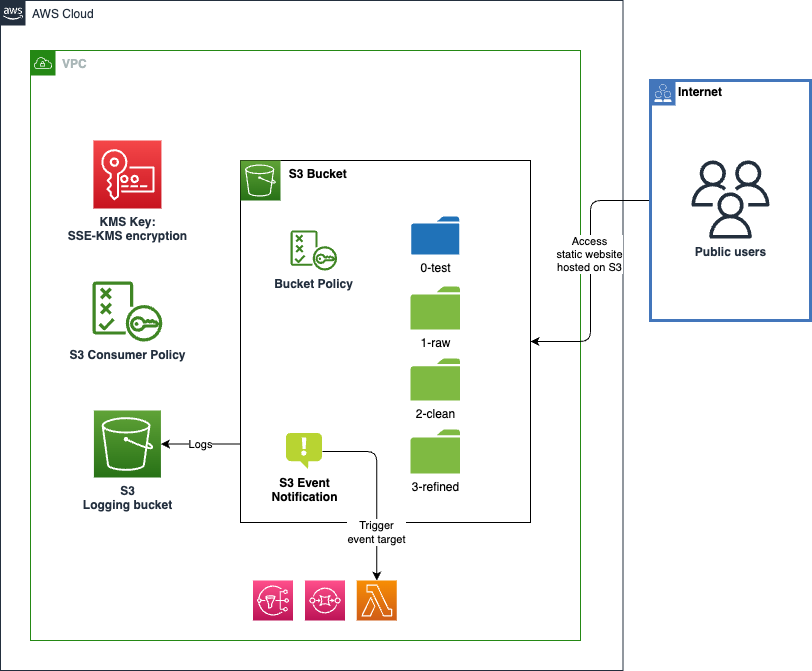 aws
AWS Cloud
VPC
Internet
KMS Key:
SSE-KMS encryption
S3 Bucket
Bucket Policy
0-test
Access
static website
hosted on S3
Public users
S3 Consumer Policy
1-raw
2-clean
Logs
S3
Logging bucket
S3 Event
Notification
3-refined
Trigger
event target